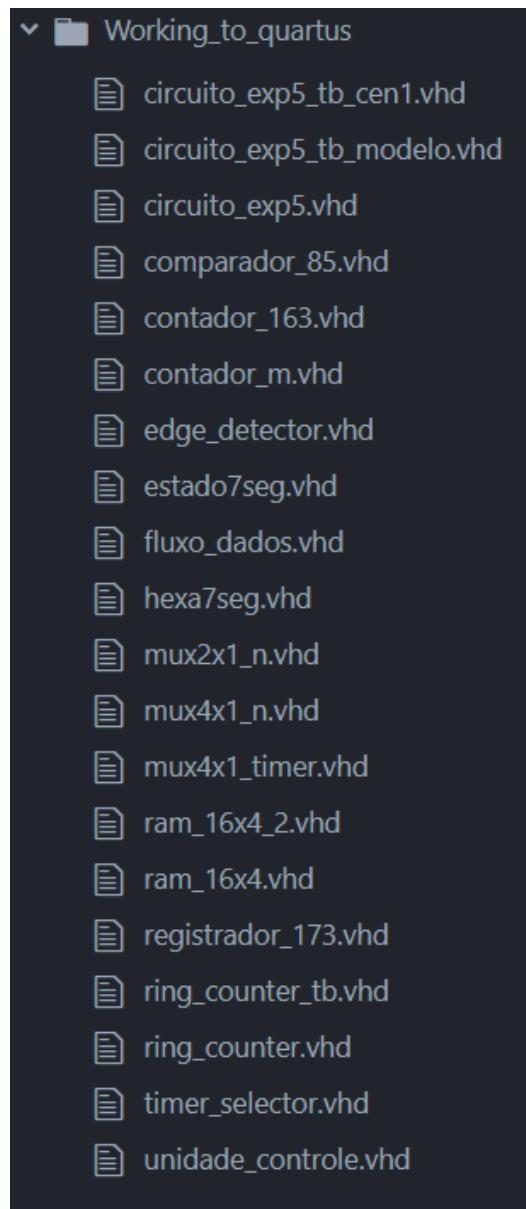 Working_to_quartus
circuito_exp5_tb_cen1.vhd
circuito_exp5_tb_modelo.vhd
circuito_exp5.vhd
comparador_85.vhd
contador_163.vhd
contador_m.vhd
edge_detector.vhd
estado7seg.vhd
fluxo_dados.vhd
hexa7seg.vhd
mux2x1_n.vhd
mux4x1_n.vhd
mux4x1_timer.vhd
ram_16x4_2.vhd
ram_16x4.vhd
registrador_173.vhd
ring_counter_tb.vhd
ring_counter.vhd
timer_selector.vhd
unidade_controle.vhd